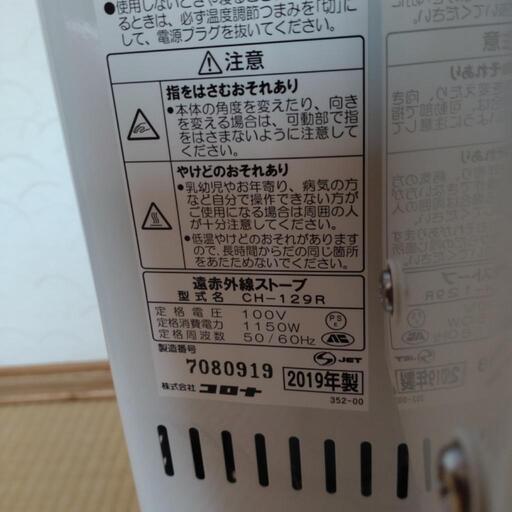 ●使用しないときや寝る
るときは、必ず温度調節つまみを「切」に
して、電源プラグを抜いてください。
注意
指をはさむおそれあり
●本体の角度を変えたり、向き
を変える場合は、可動部で指
をはさまないように注意して
ください。
やけどのおそれあり
●乳幼児やお年寄り、病気の方
など自分で操作できない方が
ご使用になる場合は周囲の人
が十分注意してください。
●低温やけどのおそれがあります
ので、長時間からだの同じ箇所
をあたためないでください。
遠赤外線ストーブ
型式名 CH-129R
定格電圧 100V
定格消費電力 1150W
定格周波数 50/60Hz
PS
E
JET
製造番号
7080919
2019年製
株式会社 コロナ
352-00